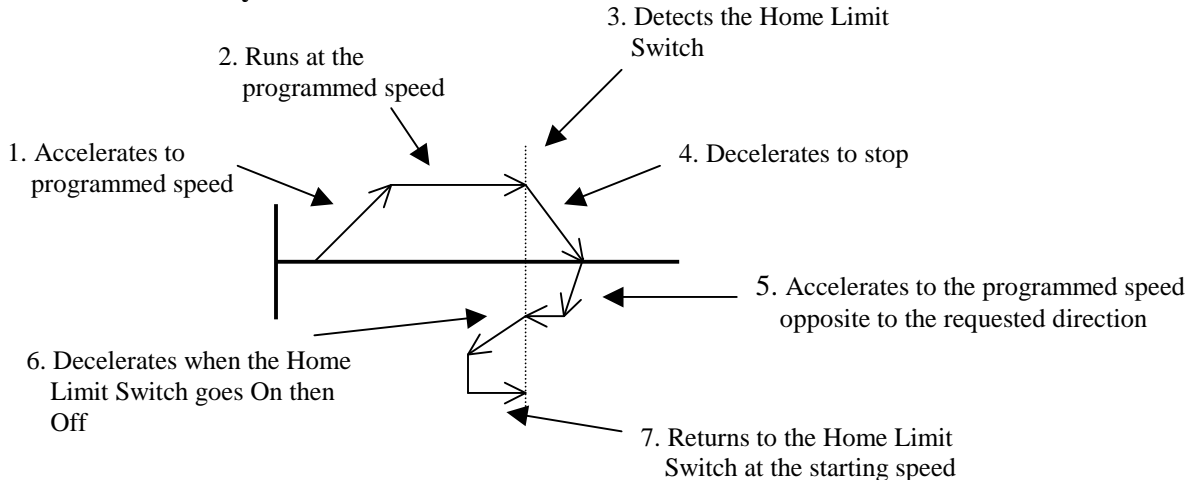 3. Detects the Home Limit
Switch
2. Runs at the
programmed speed
1. Accelerates to
programmed speed
4. Decelerates to stop
5. Accelerates to the programmed speed
opposite to the requested direction
6. Decelerates when the Home
Limit Switch goes On then
Off
7. Returns to the Home Limit
Switch at the starting speed